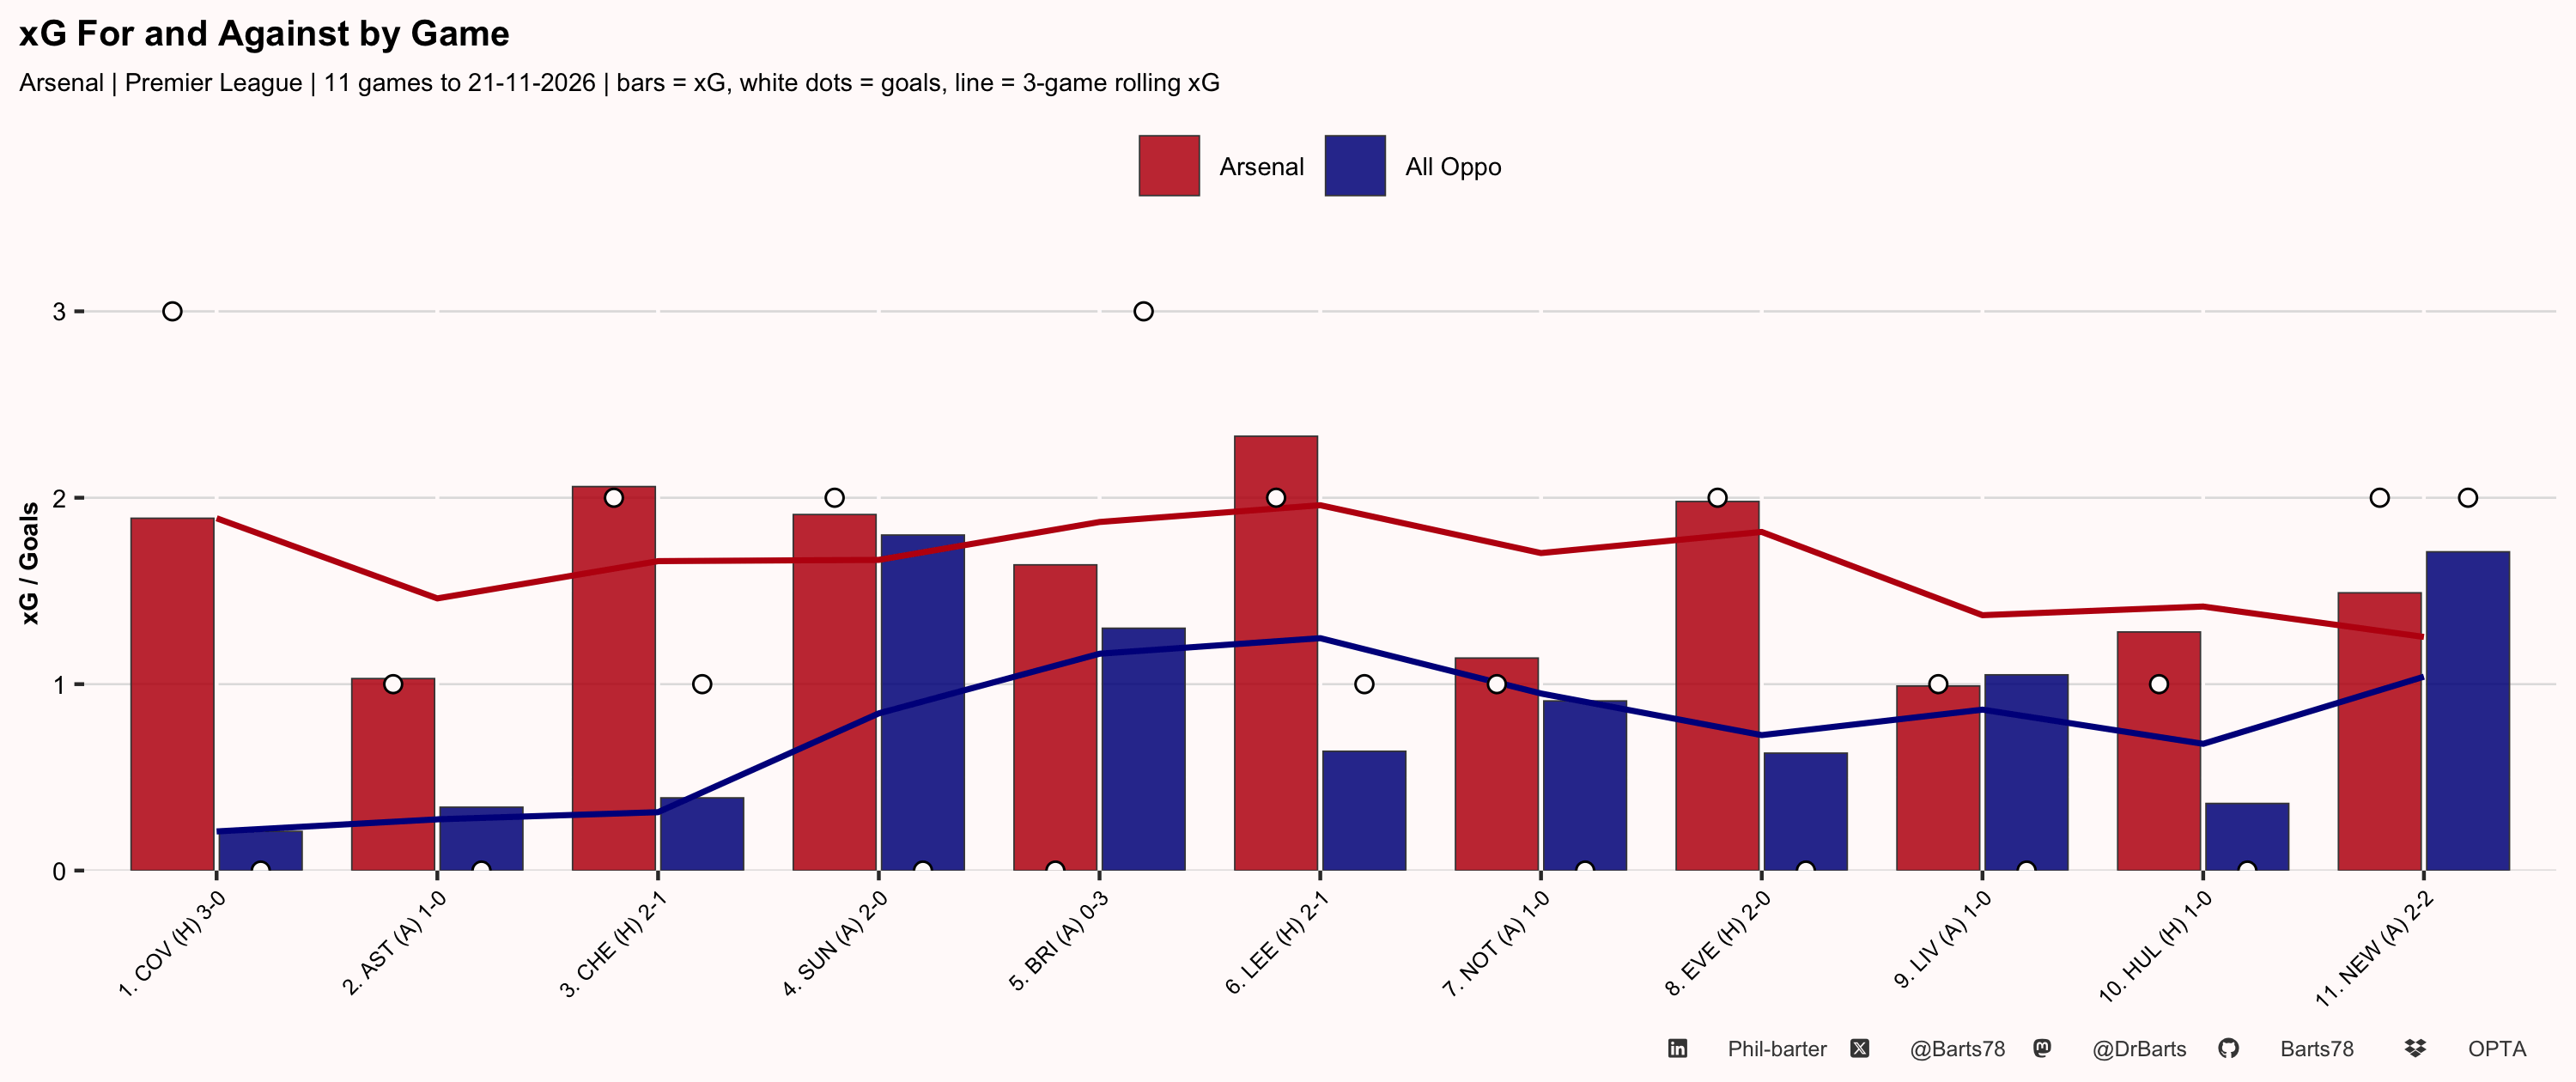 xG For and Against by Game
Arsenal | Premier League | 11 games to 21-11-2026 | bars = xG, white dots = goals, line = 3-game rolling xG
Arsenal
All Oppo
xG / Goals
3
2
1
0
1. COV (H) 3-0
2. AST (A) 1-0
3. CHE (H) 2-1
4. SUN (A) 2-0
5. BRI (A) 0-3
6. LEE (H) 2-1
7. NOT (A) 1-0
8. EVE (H) 2-0
9. LIV (A) 1-0
10. HUL (H) 1-0
11. NEW (A) 2-2
Phil-barter @Barts78 @DrBarts Barts78 OPTA